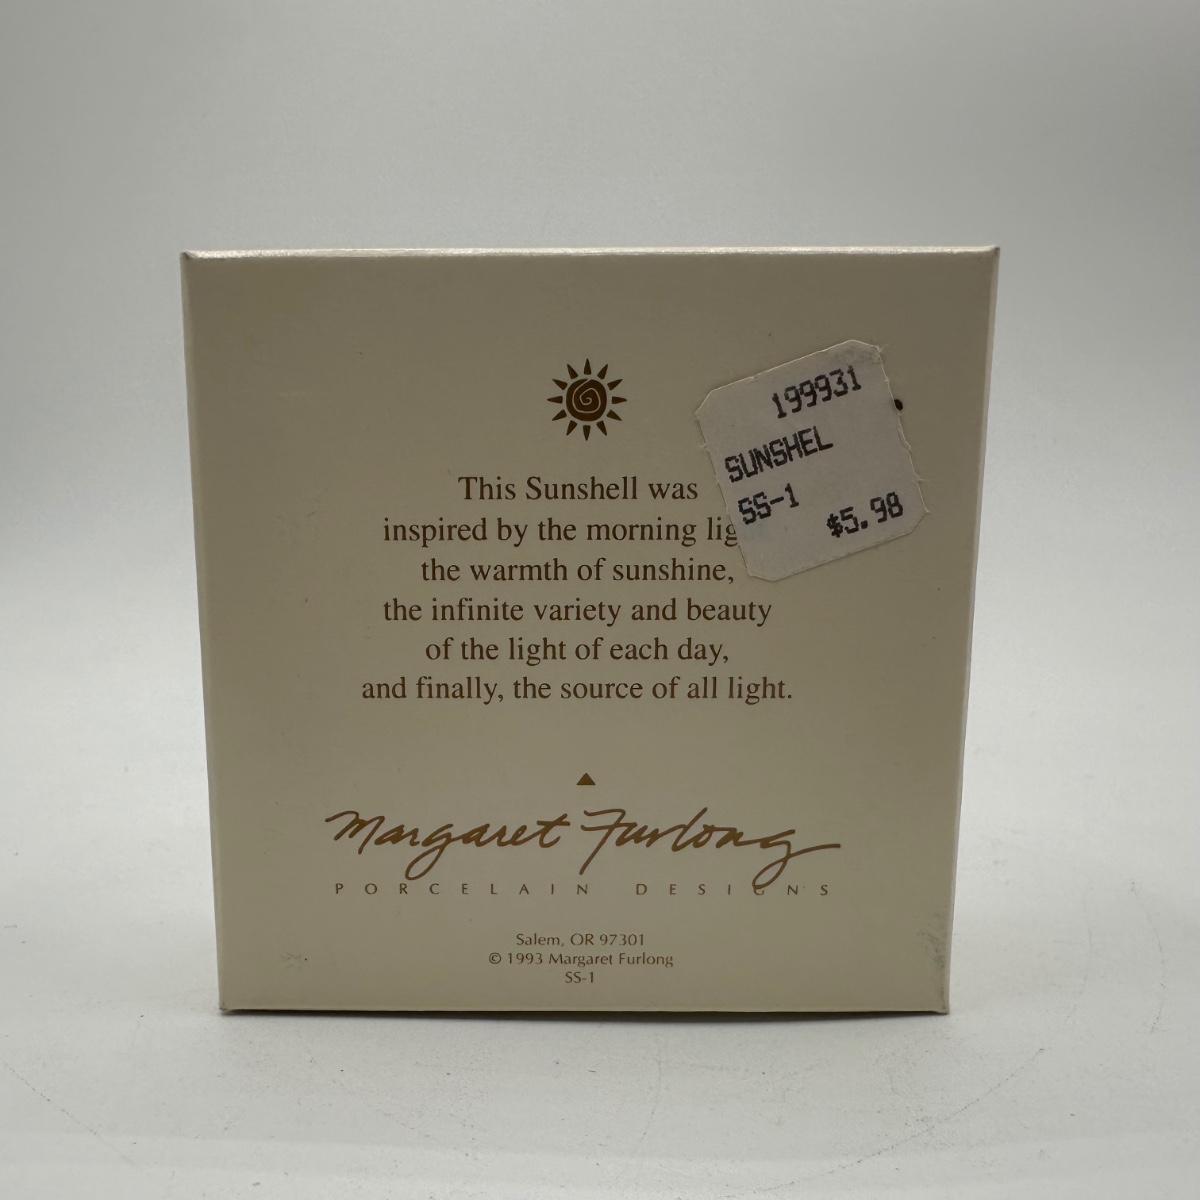 199931
SUNSHEL
SS-1
$5.98
This Sunshell was
inspired by the morning lig
the warmth of sunshine,
the infinite variety and beauty
of the light of each day,
and finally, the source of all light.
Margaret Furlong
PORCELAIN DESIGNS
Salem, OR 97301
© 1993 Margaret Furlong
SS-1